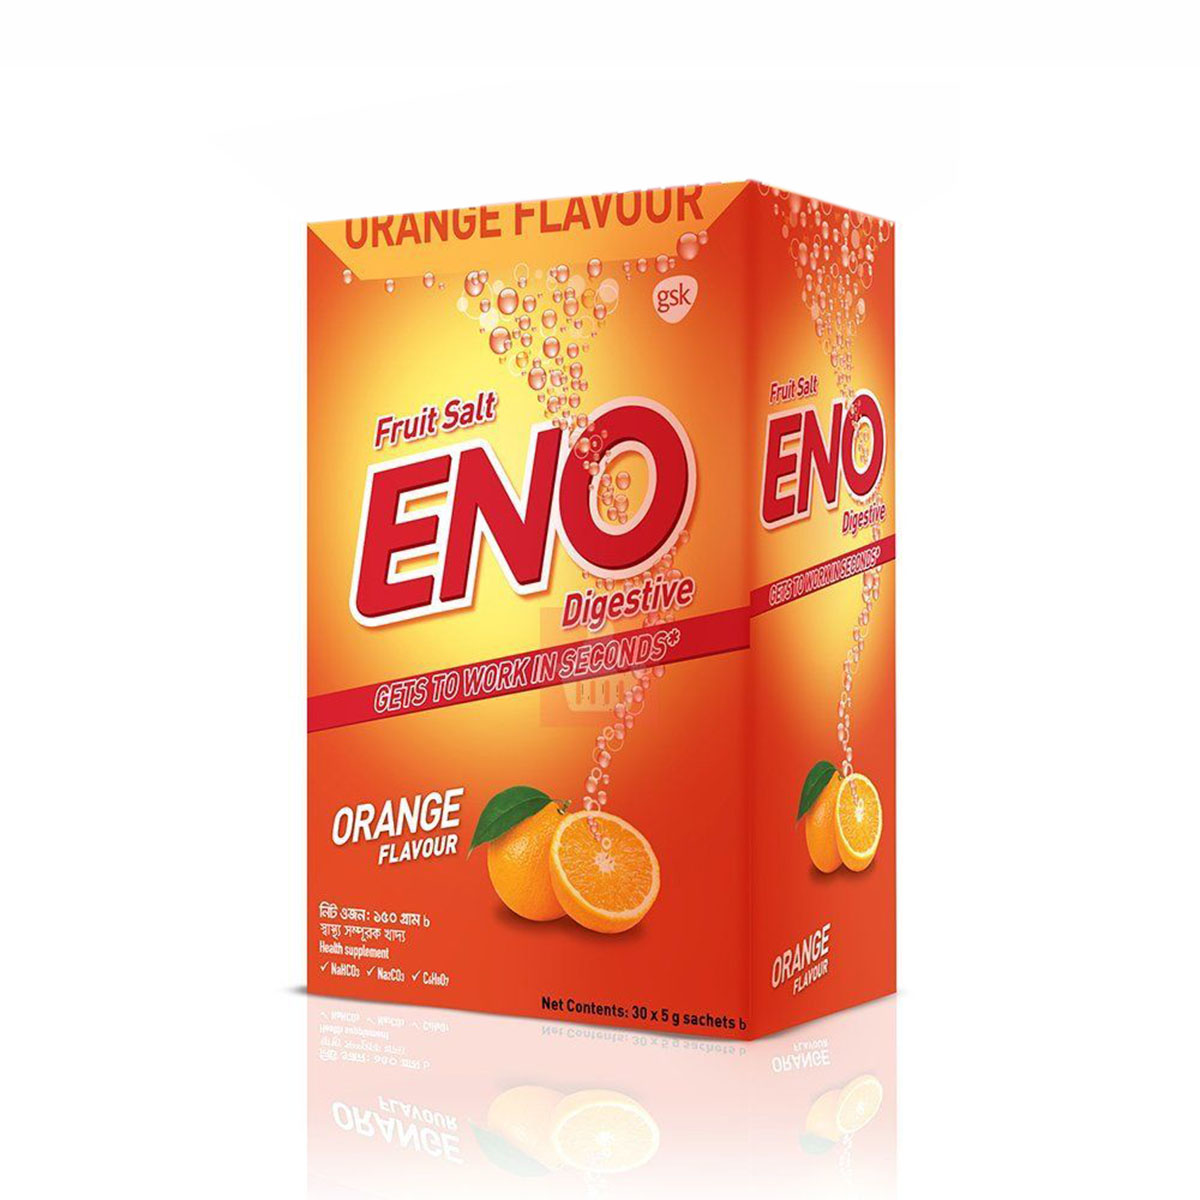 ORANGE FLAVOUR
gsk
Fruit Salt
ENO
Digestive
GETS TO WORK IN SECONDS*
ORANGE
FLAVOUR
নিট ওজন: ১৫০ গ্রাম b
স্বাস্থ্য সম্পূরক খাদ্য
Health supplement
✓ NaHCO3 ✓ Na2CO3 ✓ C6H8O7
Net Contents: 30 x 5 g sachets b
Fruit Salt
ENO
Digestive
GETS TO WORK IN SECONDS*
ORANGE
FLAVOUR